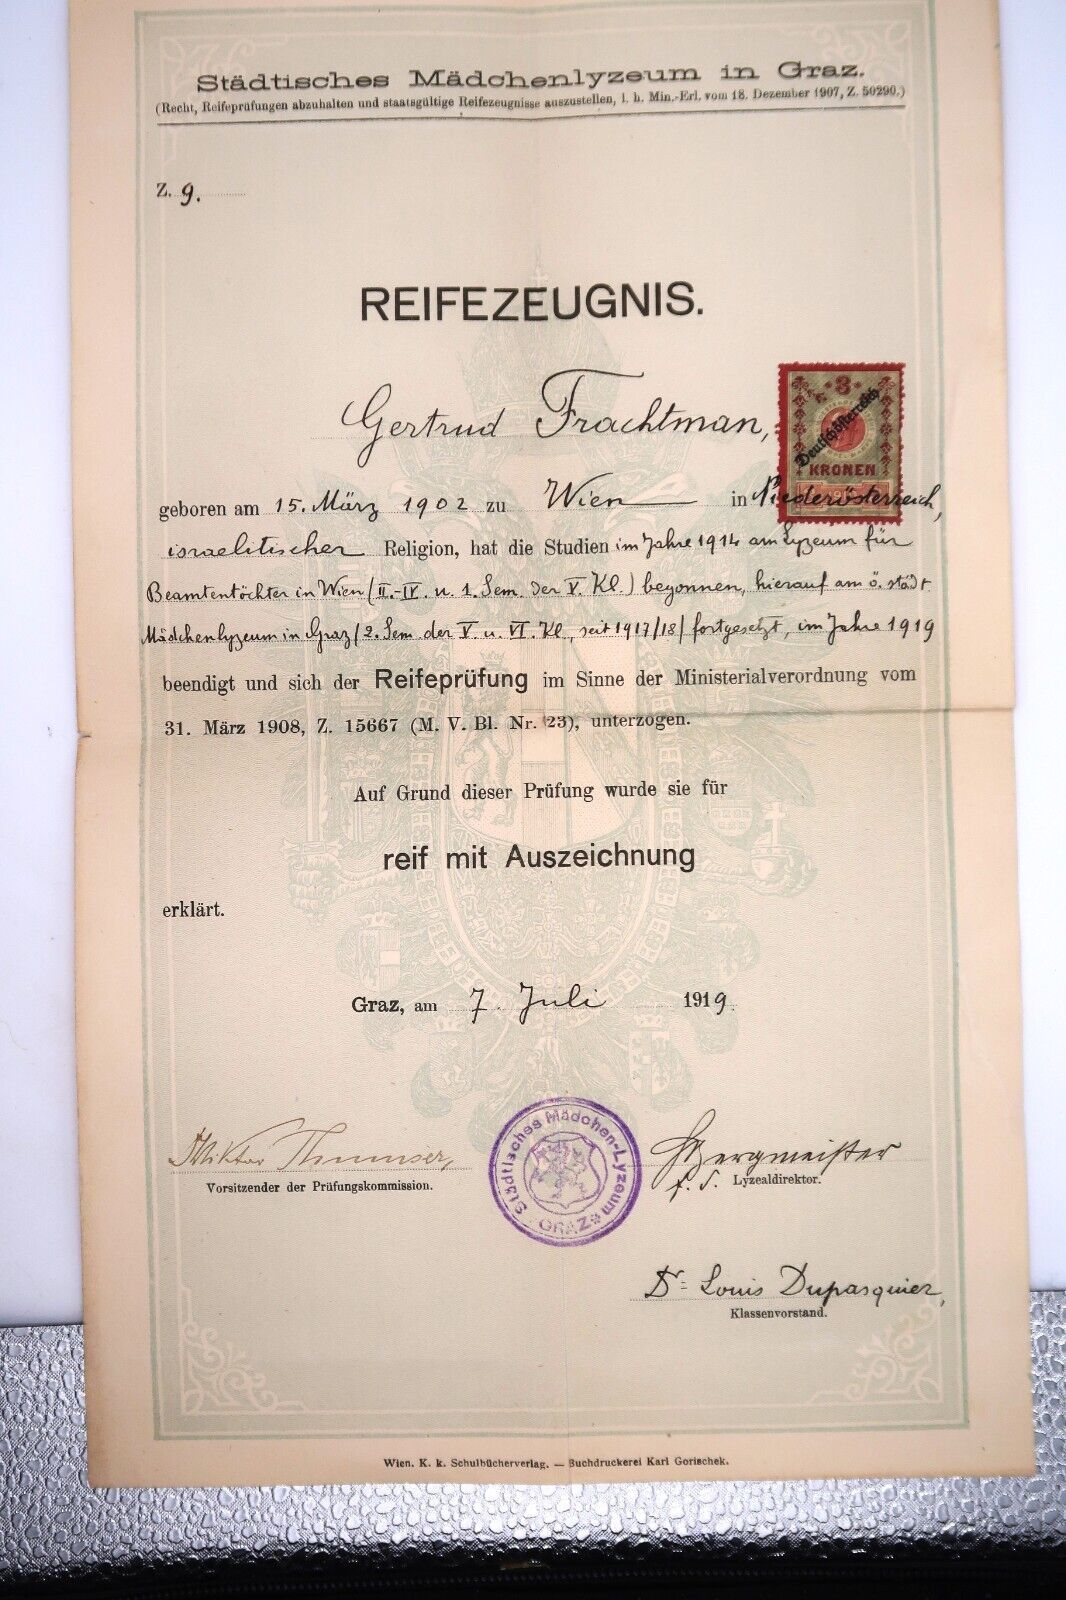 Städtisches Mädchenlyzeum in Graz.
(Recht, Reifeprüfungen abzuhalten und staatsgültige Reifezeugnisse auszustellen, l. h. Min.-Erl. vom 18. Dezember 1907, Z. 50290.)
Z. 9.
REIFEZEUGNIS.
Gertrud Frachtman,
3
Deutschösterreich
KRONEN
geboren am 15. März 1902 zu Wien in Niederösterreich,
israelitischer Religion, hat die Studien im Jahre 1914 am Lyzeum für
Beamtentöchter in Wien (II.-IV. u. 1. Sem. der V. Kl.) begonnen, hierauf am ö. städt.
Mädchenlyzeum in Graz (2. Sem. der V. u. VI. Kl., seit 1917/18) fortgesetzt, im Jahre 1919
beendigt und sich der Reifeprüfung im Sinne der Ministerialverordnung vom
31. März 1908, Z. 15667 (M. V. Bl. Nr. 23), unterzogen.
Auf Grund dieser Prüfung wurde sie für
reif mit Auszeichnung
erklärt.
Graz, am 7. Juli 1919.
Viktor Thumser,
Vorsitzender der Prüfungskommission.
Städtisches Mädchen-Lyzeum
GRAZ
Bergmeister
f. d. Lyzealdirektor.
Dr. Louis Dupasquier,
Klassenvorstand.
Wien. K. k. Schulbücherverlag. — Buchdruckerei Karl Gorischek.